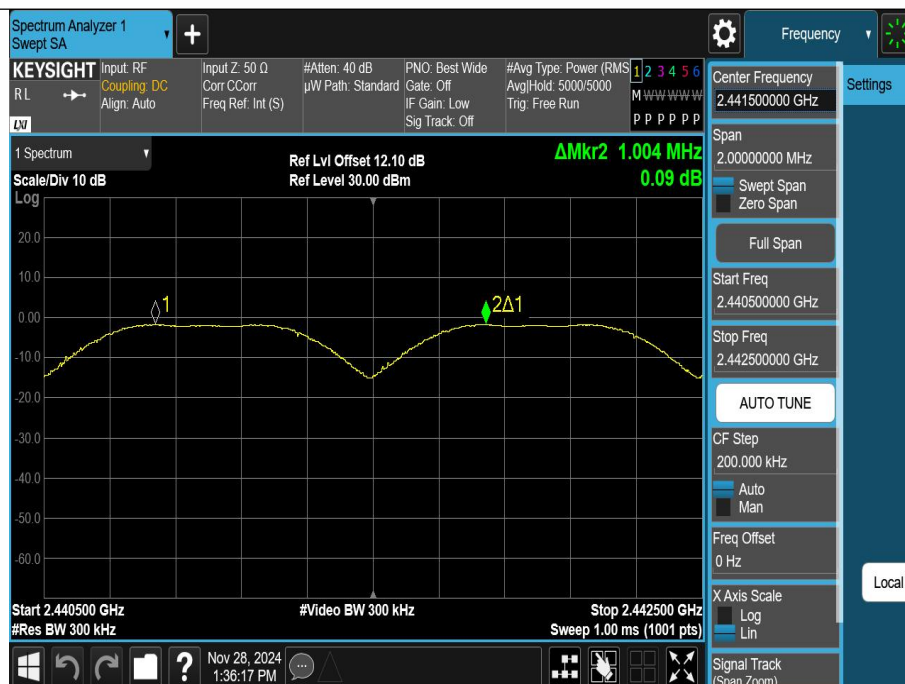 Spectrum Analyzer 1
Swept SA
Frequency
KEYSIGHT
R L
LXI
Input: RF
Coupling: DC
Align: Auto
Input Z: 50 Ω
Corr CCorr
Freq Ref: Int (S)
#Atten: 40 dB
µW Path: Standard
PNO: Best Wide
Gate: Off
IF Gain: Low
Sig Track: Off
#Avg Type: Power (RMS
Avg|Hold: 5000/5000
Trig: Free Run
1 2 3 4 5 6
M W W W W W
P P P P P P
1 Spectrum
Scale/Div 10 dB
Log
Ref Lvl Offset 12.10 dB
Ref Level 30.00 dBm
ΔMkr2 1.004 MHz
0.09 dB
20.0
10.0
0.00
-10.0
-20.0
-30.0
-40.0
-50.0
-60.0
1
2Δ1
Start 2.440500 GHz
#Res BW 300 kHz
#Video BW 300 kHz
Stop 2.442500 GHz
Sweep 1.00 ms (1001 pts)
?
Nov 28, 2024
1:36:17 PM
Center Frequency
2.441500000 GHz
Span
2.00000000 MHz
Swept Span
Zero Span
Full Span
Start Freq
2.440500000 GHz
Stop Freq
2.442500000 GHz
AUTO TUNE
CF Step
200.000 kHz
Auto
Man
Freq Offset
0 Hz
X Axis Scale
Log
Lin
Signal Track
(Span Zoom)
Settings
Local